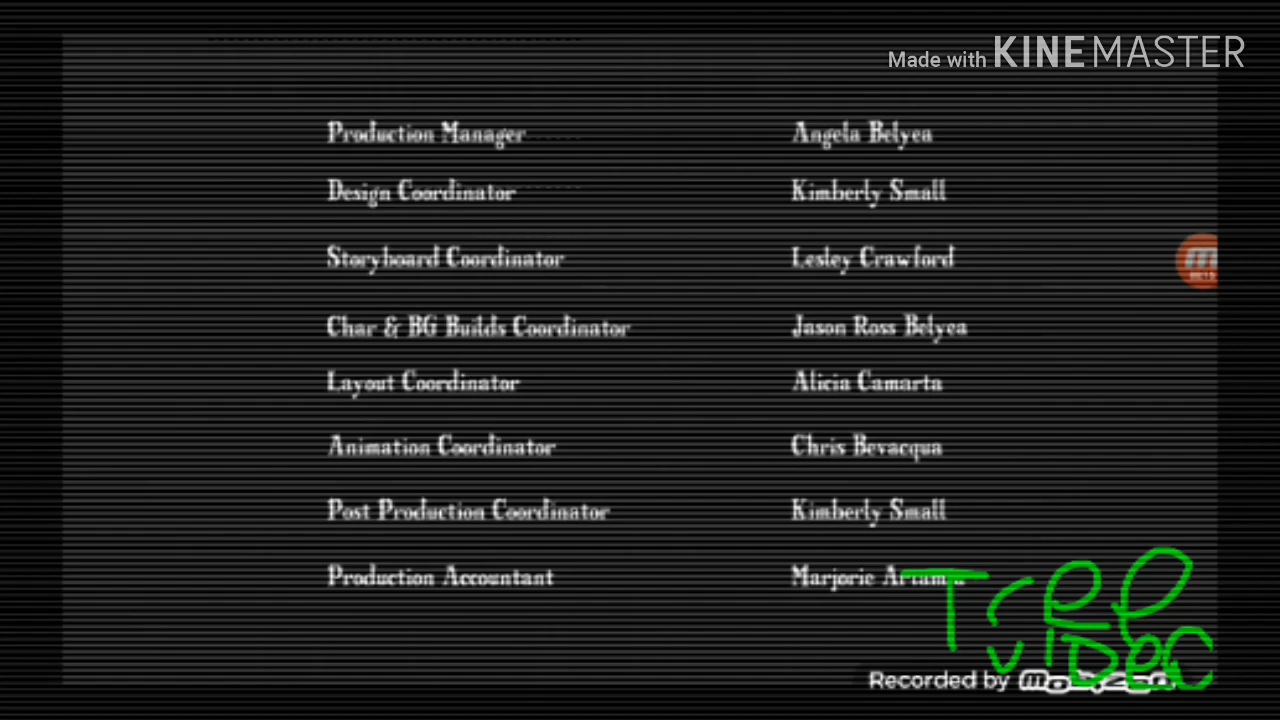 Made with KINEMASTER
Production Manager Angela Belyea
Design Coordinator Kimberly Small
Storyboard Coordinator Lesley Crawford
Char & BG Builds Coordinator Jason Ross Belyea
Layout Coordinator Alicia Camarta
Animation Coordinator Chris Bevacqua
Post Production Coordinator Kimberly Small
Production Accountant Marjorie
Recorded by